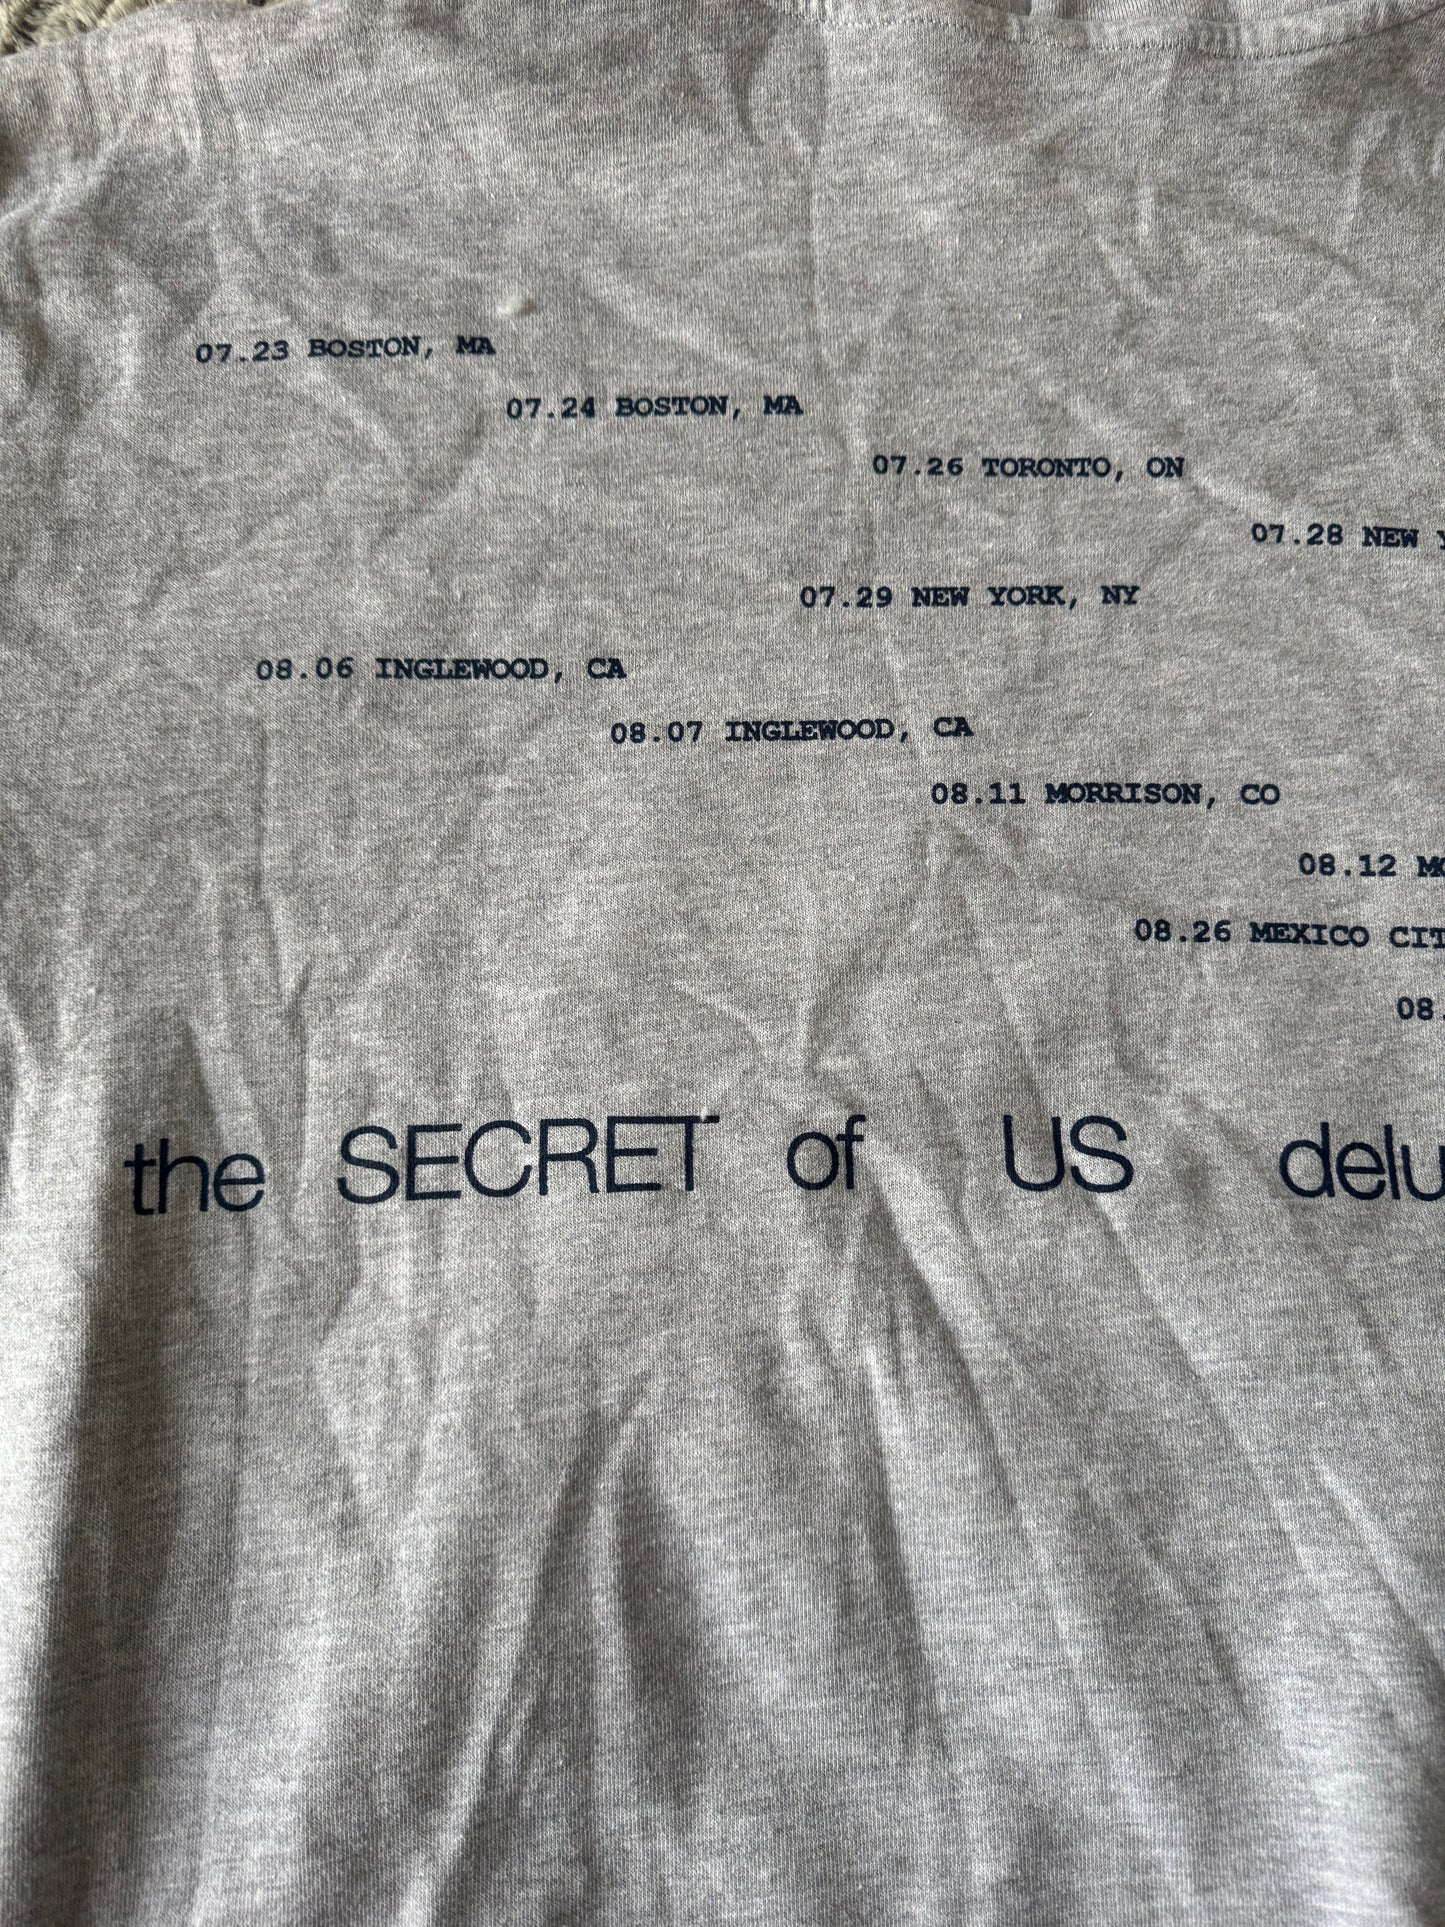 07.23 BOSTON, MA
07.24 BOSTON, MA
07.26 TORONTO, ON
07.28 NEW
07.29 NEW YORK, NY
08.06 INGLEWOOD, CA
08.07 INGLEWOOD, CA
08.11 MORRISON, CO
08.12
08.26 MEXICO
08.
the SECRET of US